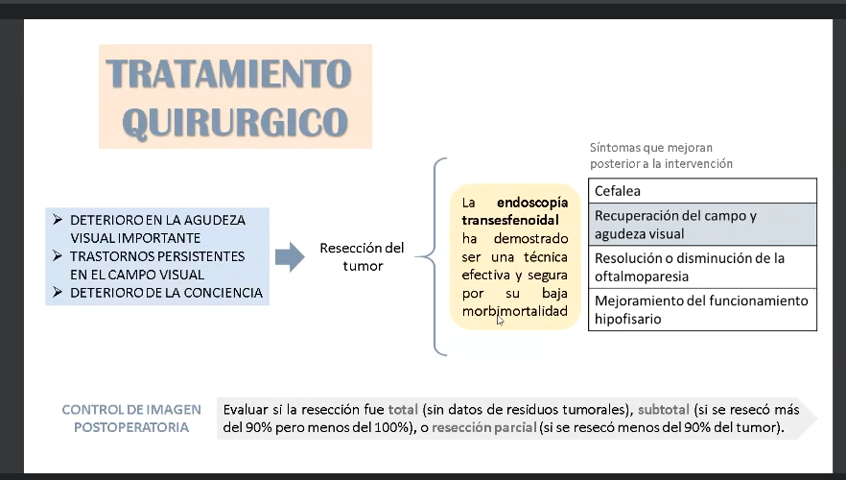 TRATAMIENTO
QUIRURGICO
➢ DETERIORO EN LA AGUDEZA
VISUAL IMPORTANTE
➢ TRASTORNOS PERSISTENTES
EN EL CAMPO VISUAL
➢ DETERIORO DE LA CONCIENCIA
Resección del
tumor
La endoscopía
transesfenoidal
ha demostrado
ser una técnica
efectiva y segura
por su baja
morbimortalidad
Síntomas que mejoran
posterior a la intervención
Cefalea
Recuperación del campo y
agudeza visual
Resolución o disminución de la
oftalmoparesia
Mejoramiento del funcionamiento
hipofisario
CONTROL DE IMAGEN
POSTOPERATORIA
Evaluar si la resección fue total (sin datos de residuos tumorales), subtotal (si se resecó más
del 90% pero menos del 100%), o resección parcial (si se resecó menos del 90% del tumor).